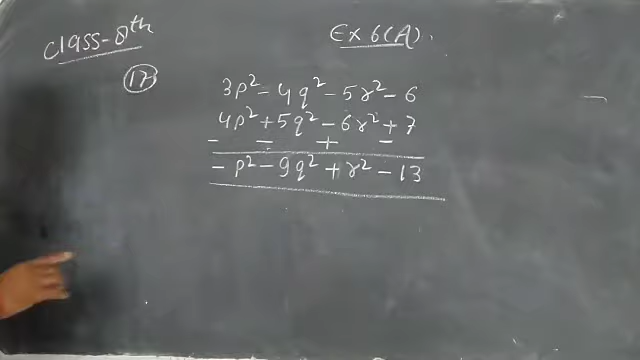 Class-8th
Ex 6(A).
(17)
3p² - 4q² - 5r² - 6
4p² + 5q² - 6r² + 7
- - + -
- p² - 9q² + r² - 13